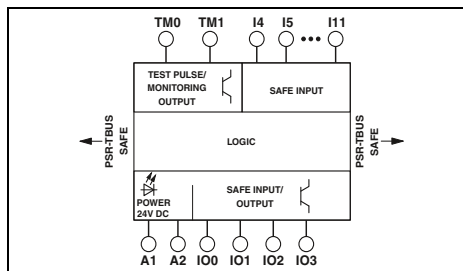 TM0 TM1 I4 I5 I11
TEST PULSE/
MONITORING
OUTPUT
SAFE INPUT
PSR-TBUS
SAFE
LOGIC
PSR-TBUS
SAFE
POWER
24V DC
SAFE INPUT/
OUTPUT
A1 A2 IO0 IO1 IO2 IO3